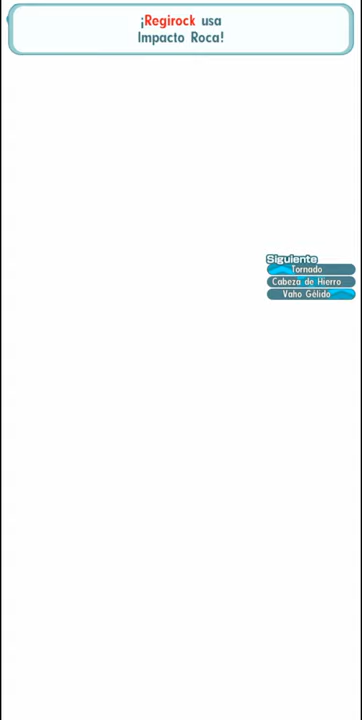 ¡Regirock usa
Impacto Roca!
Siguiente
Tornado
Cabeza de Hierro
Vaho Gélido